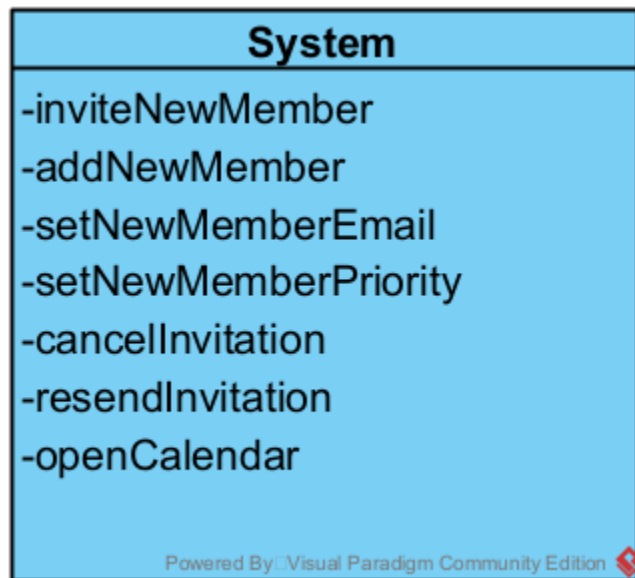 System
-inviteNewMember
-addNewMember
-setNewMemberEmail
-setNewMemberPriority
-cancelInvitation
-resendInvitation
-openCalendar
Powered By Visual Paradigm Community Edition